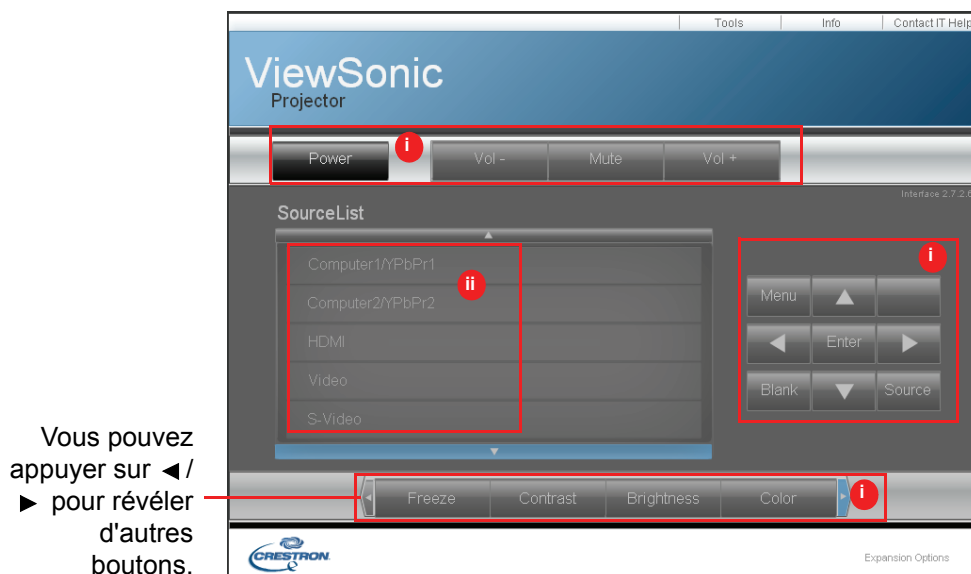 Tools Info Contact IT Help
ViewSonic
Projector
i
Power Vol - Mute Vol +
Interface 2.7.2.6
SourceList
i
Computer1/YPbPr1
ii
Computer2/YPbPr2
Menu
HDMI
Enter
Video
Blank Source
S-Video
Vous pouvez
appuyer sur ◄ /
► pour révéler
d'autres
boutons.
Freeze Contrast Brightness Color
i
CRESTRON
Expansion Options